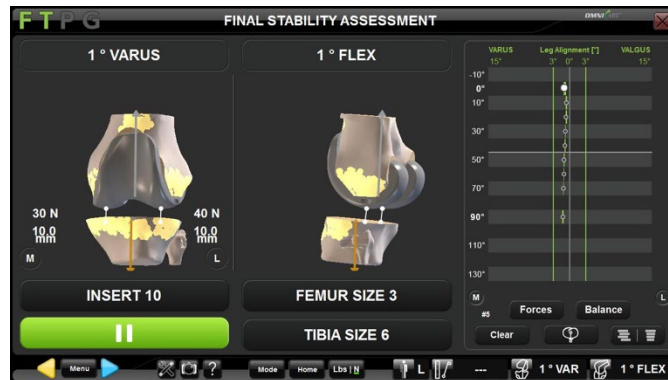 FTPG
FINAL STABILITY ASSESSMENT
OMNI
1 ° VARUS
1 ° FLEX
VARUS Leg Alignment [°] VALGUS
15° 3° 0° 3° 15°
-10°
0°
10°
30°
50°
70°
90°
110°
130°
30 N
10.0
mm
M
40 N
10.0
mm
L
INSERT 10
FEMUR SIZE 3
TIBIA SIZE 6
M
L
#5
Forces
Balance
Clear
Menu
?
Mode
Home
Lbs | N
L
---
1 ° VAR
1 ° FLEX